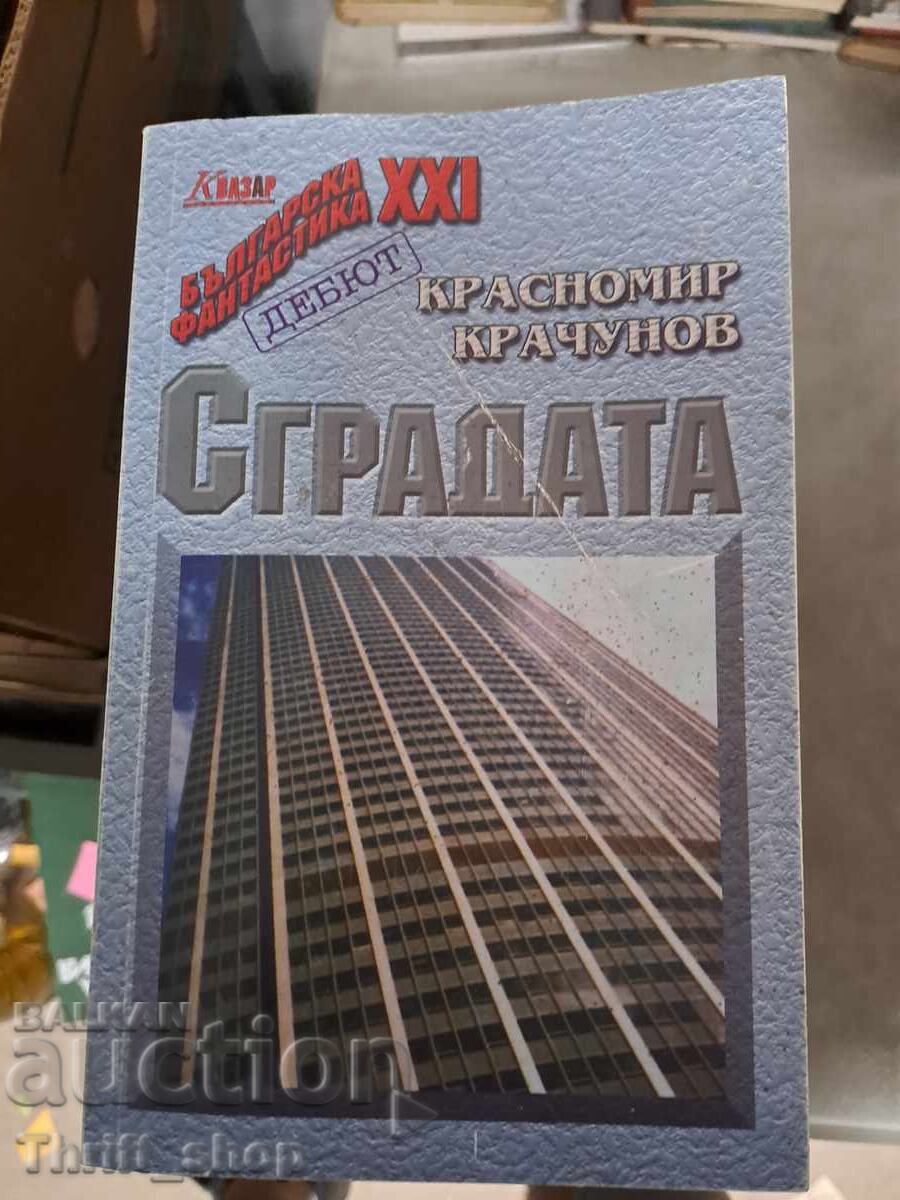 КВАЗАР
БЪЛГАРСКА
ФАНТАСТИКА
XXI
ДЕБЮТ
КРАСНОМИР
КРАЧУНОВ
СГРАДАТА
BALKAN
auction
Thrift_shop